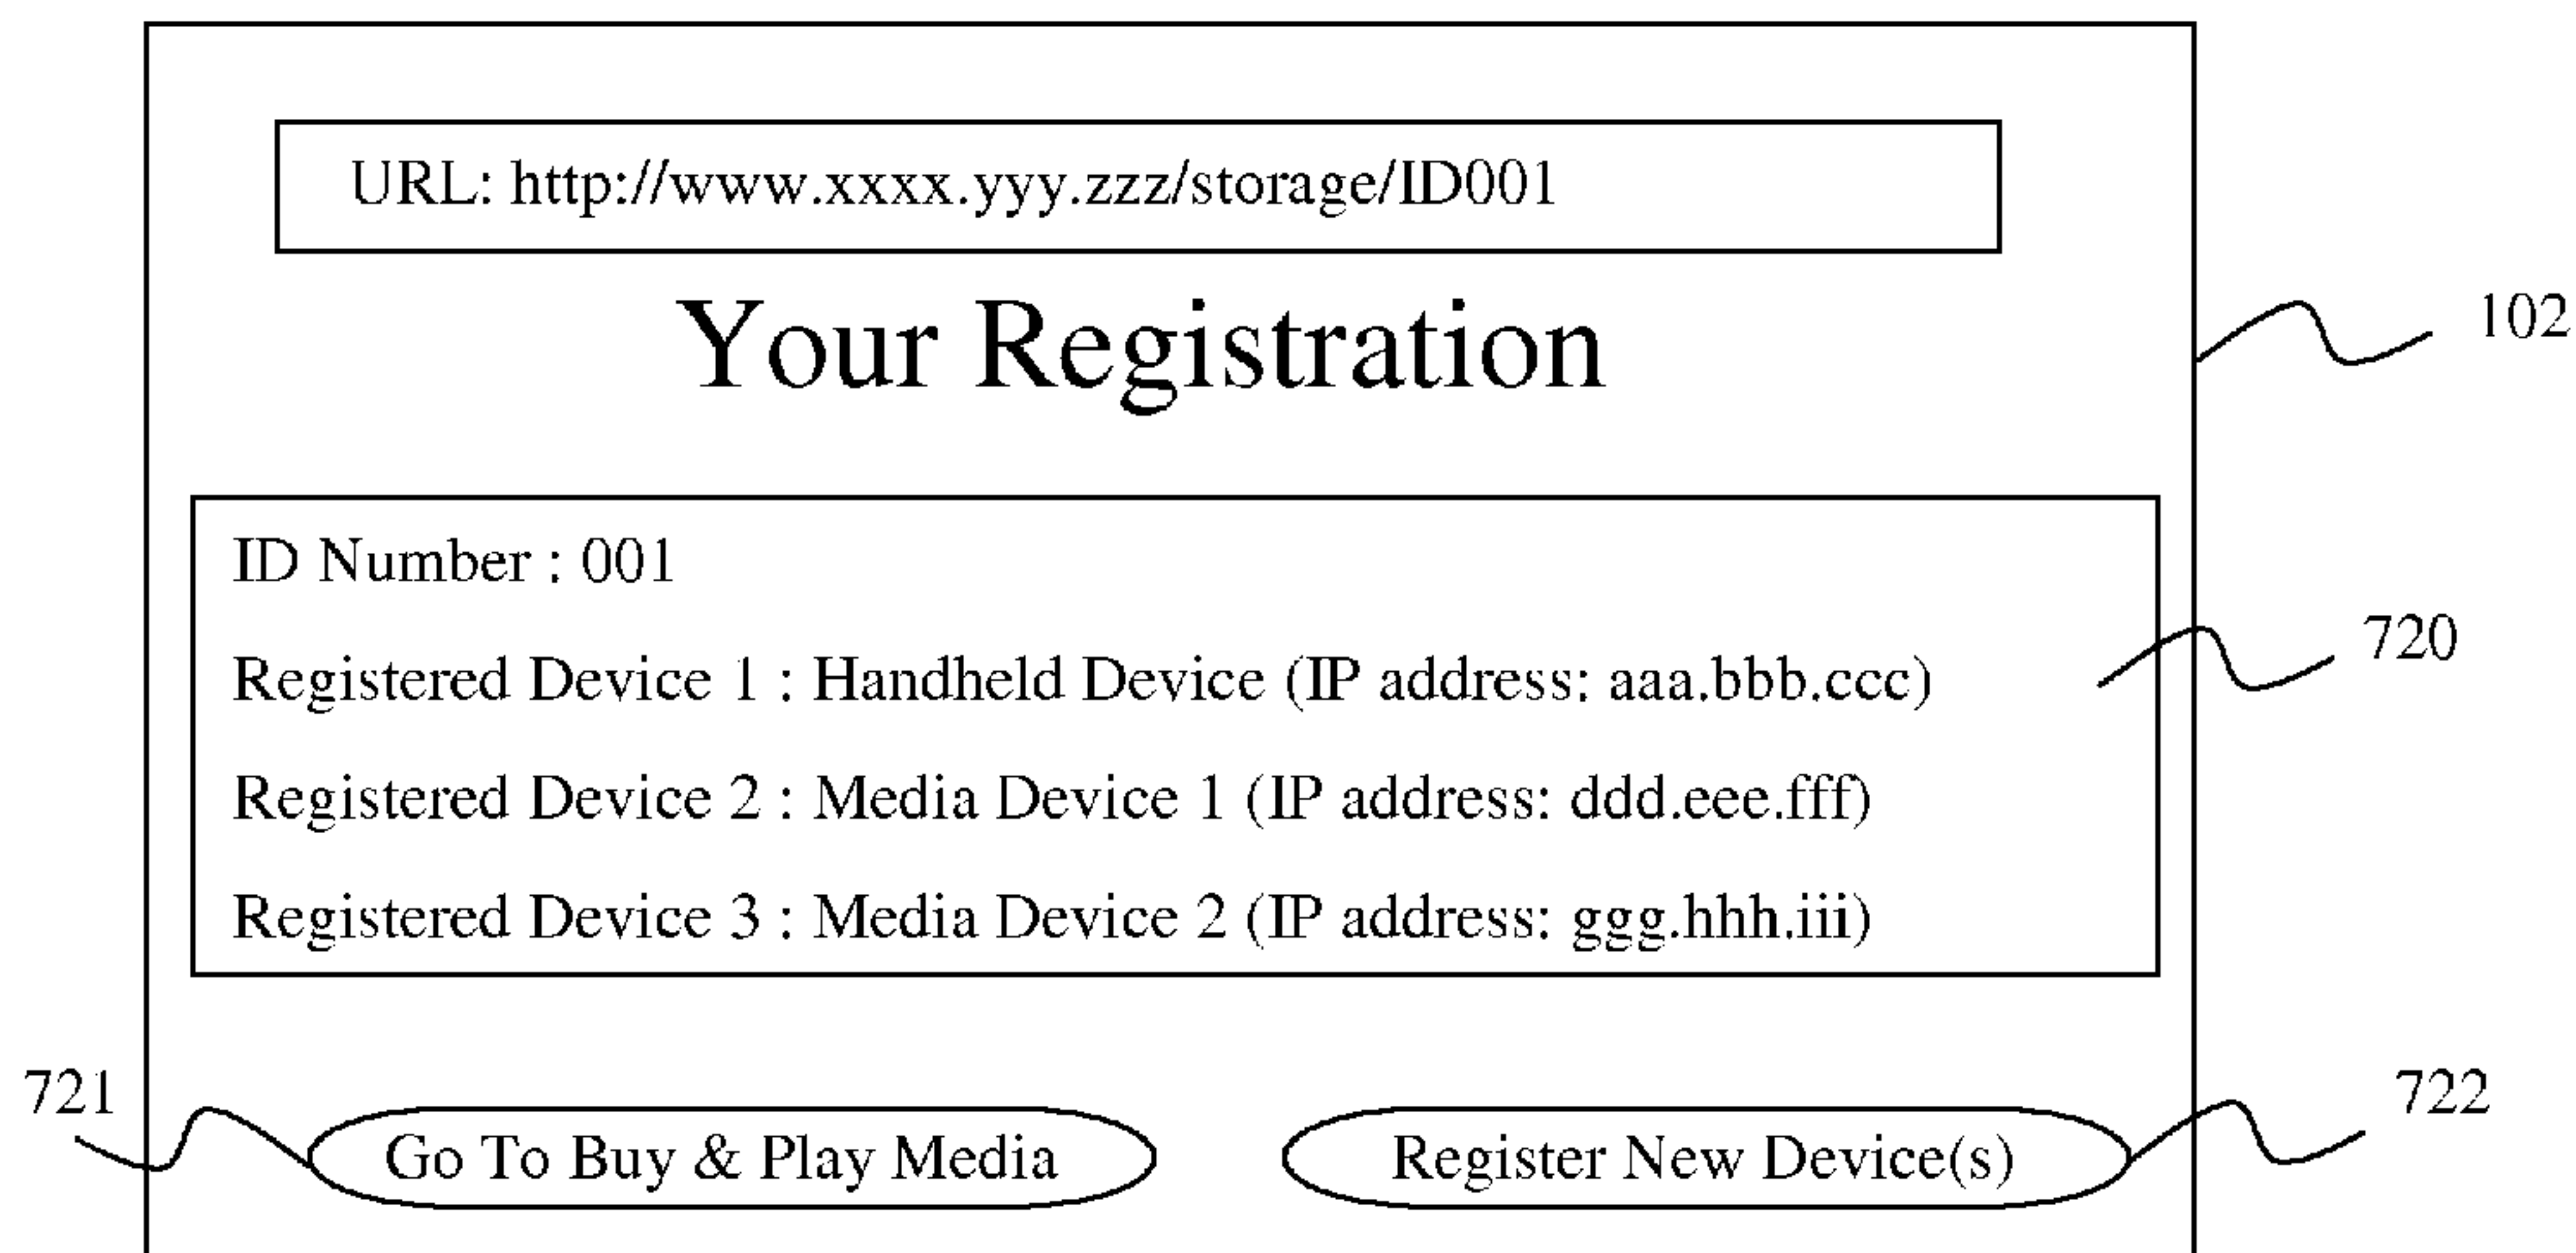 URL: http://www.xxxx.yyy.zzz/storage/ID001
Your Registration
102
ID Number : 001
720
Registered Device 1 : Handheld Device (IP address: aaa.bbb.ccc)
Registered Device 2 : Media Device 1 (IP address: ddd.eee.fff)
Registered Device 3 : Media Device 2 (IP address: ggg.hhh.iii)
721
722
Go To Buy & Play Media
Register New Device(s)